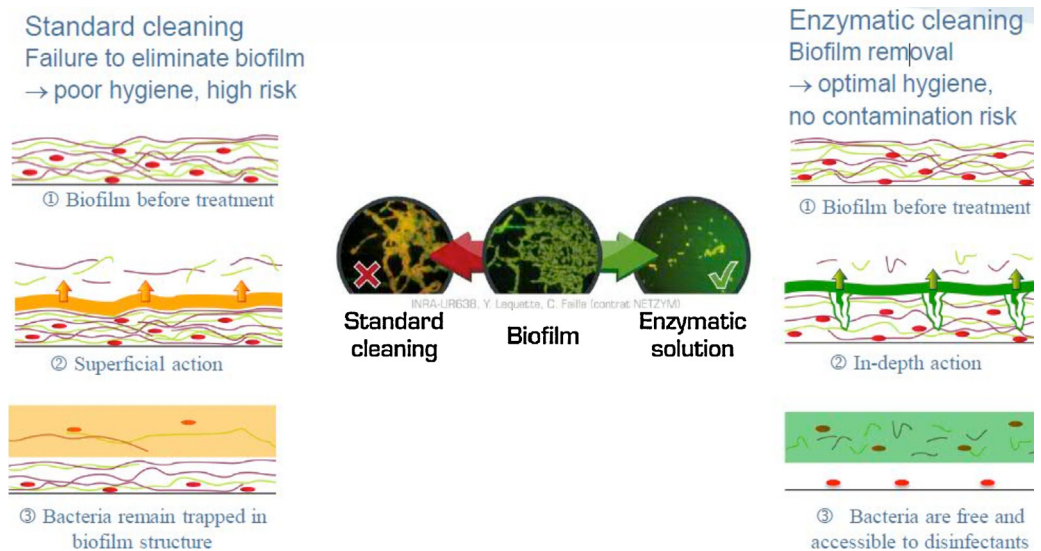 Standard cleaning
Failure to eliminate biofilm
→ poor hygiene, high risk
① Biofilm before treatment
② Superficial action
③ Bacteria remain trapped in
biofilm structure
INRA-UR638, Y. Lequette, C. Faille (contrat NETZYM)
Standard
cleaning
Biofilm
Enzymatic
solution
Enzymatic cleaning
Biofilm removal
→ optimal hygiene,
no contamination risk
① Biofilm before treatment
② In-depth action
③ Bacteria are free and
accessible to disinfectants